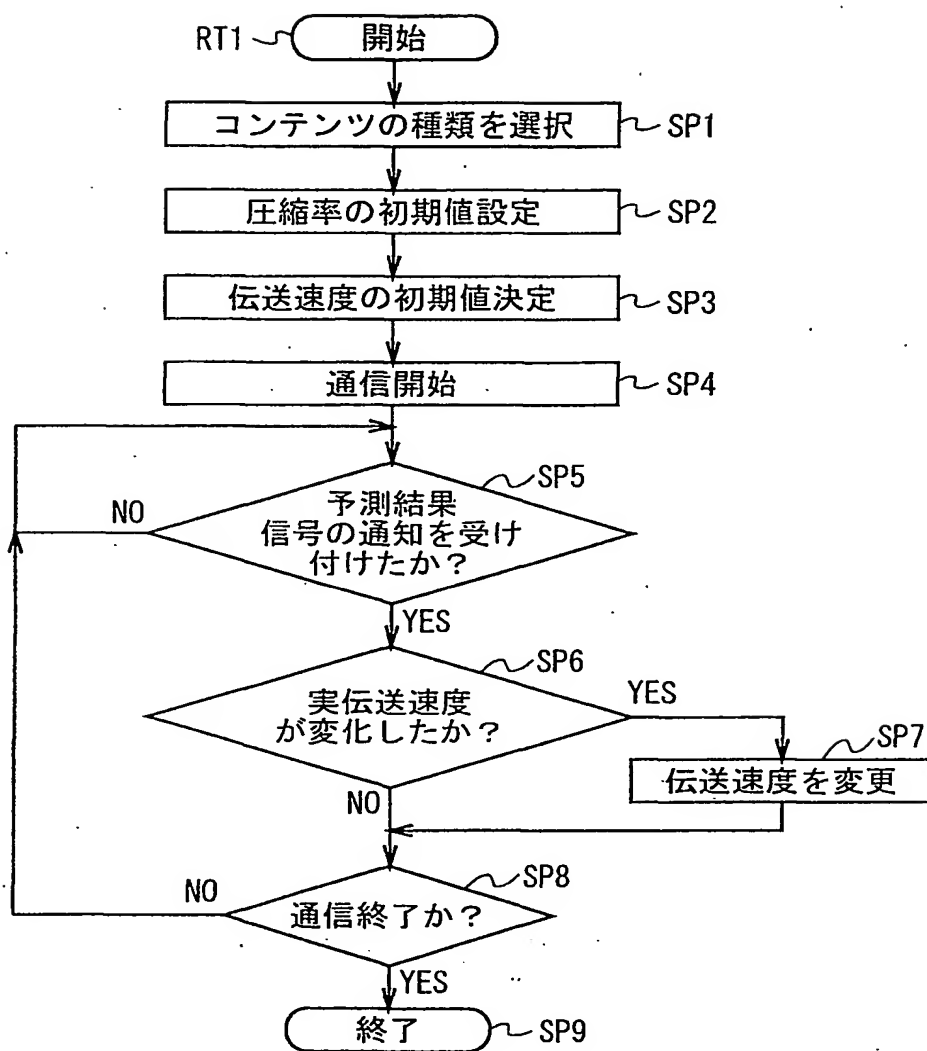 RT1 開始
コンテンツの種類を選択 SP1
圧縮率の初期値設定 SP2
伝送速度の初期値決定 SP3
通信開始 SP4
SP5
予測結果
信号の通知を受け
付けたか?
NO
YES
SP6
実伝送速度
が変化したか?
YES
SP7
伝送速度を変更
NO
SP8
通信終了か?
NO
YES
終了 SP9